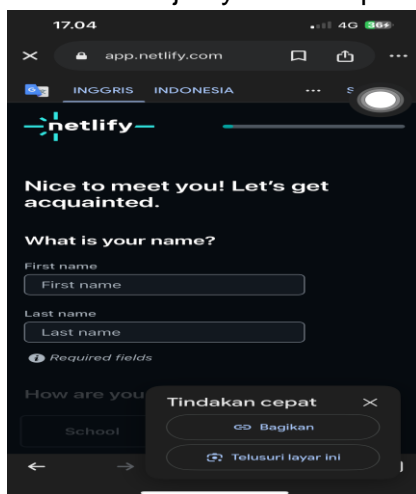 17.04
4G 36
app.netlify.com
INGGRIS INDONESIA ... S
netlify
Nice to meet you! Let's get
acquainted.
What is your name?
First name
First name
Last name
Last name
Required fields
How are you
School
Tindakan cepat
Bagikan
Telusuri layar ini